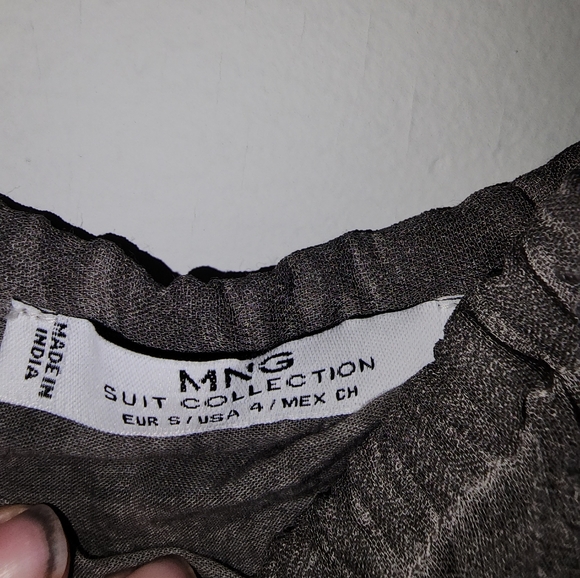 MADE IN
INDIA
MNG
SUIT COLLECTION
EUR S/USA 4/MEX CH